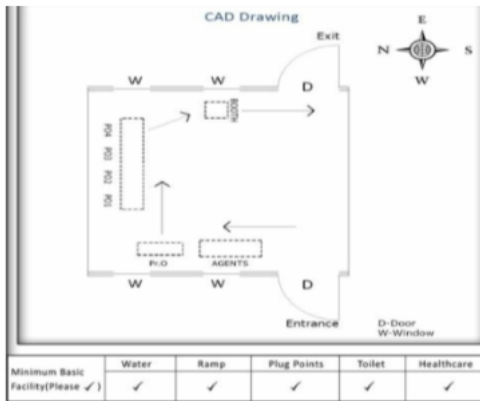 CAD Drawing
E
N S
W
Exit
W W D
BOOTH
PO4
PO3
PO2
PO1
Pr.O AGENTS
W W D
Entrance
D-Door
W-Window
Minimum Basic Facility(Please ✓) Water Ramp Plug Points Toilet Healthcare
✓ ✓ ✓ ✓ ✓